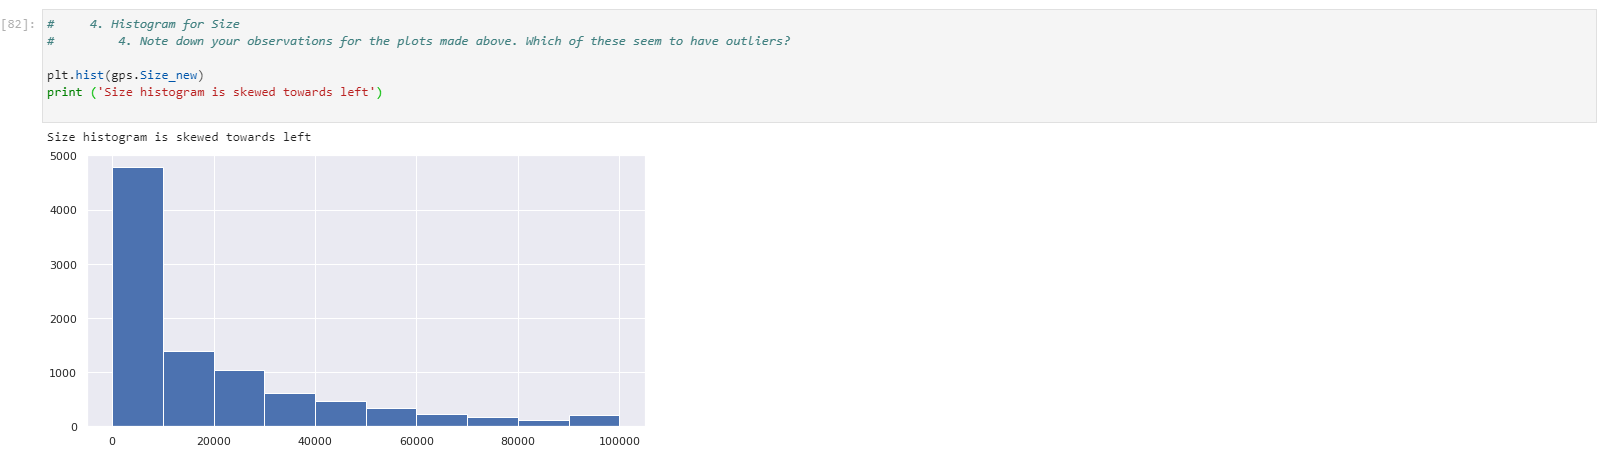 [82]: #     4. Histogram for Size
#         4. Note down your observations for the plots made above. Which of these seem to have outliers?
plt.hist(gps.Size_new)
print ('Size histogram is skewed towards left')
Size histogram is skewed towards left
5000
4000
3000
2000
1000
0
0 20000 40000 60000 80000 100000